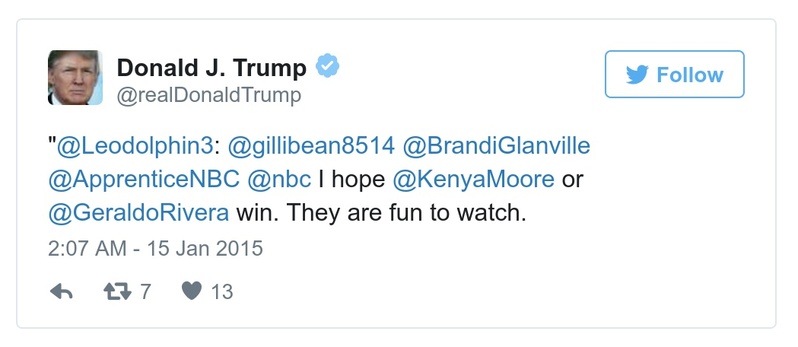 Donald J. Trump
@realDonaldTrump
Follow
"@Leodolphin3: @gillibean8514 @BrandiGlanville
@ApprenticeNBC @nbc I hope @KenyaMoore or
@GeraldoRivera win. They are fun to watch.
2:07 AM - 15 Jan 2015
7 13